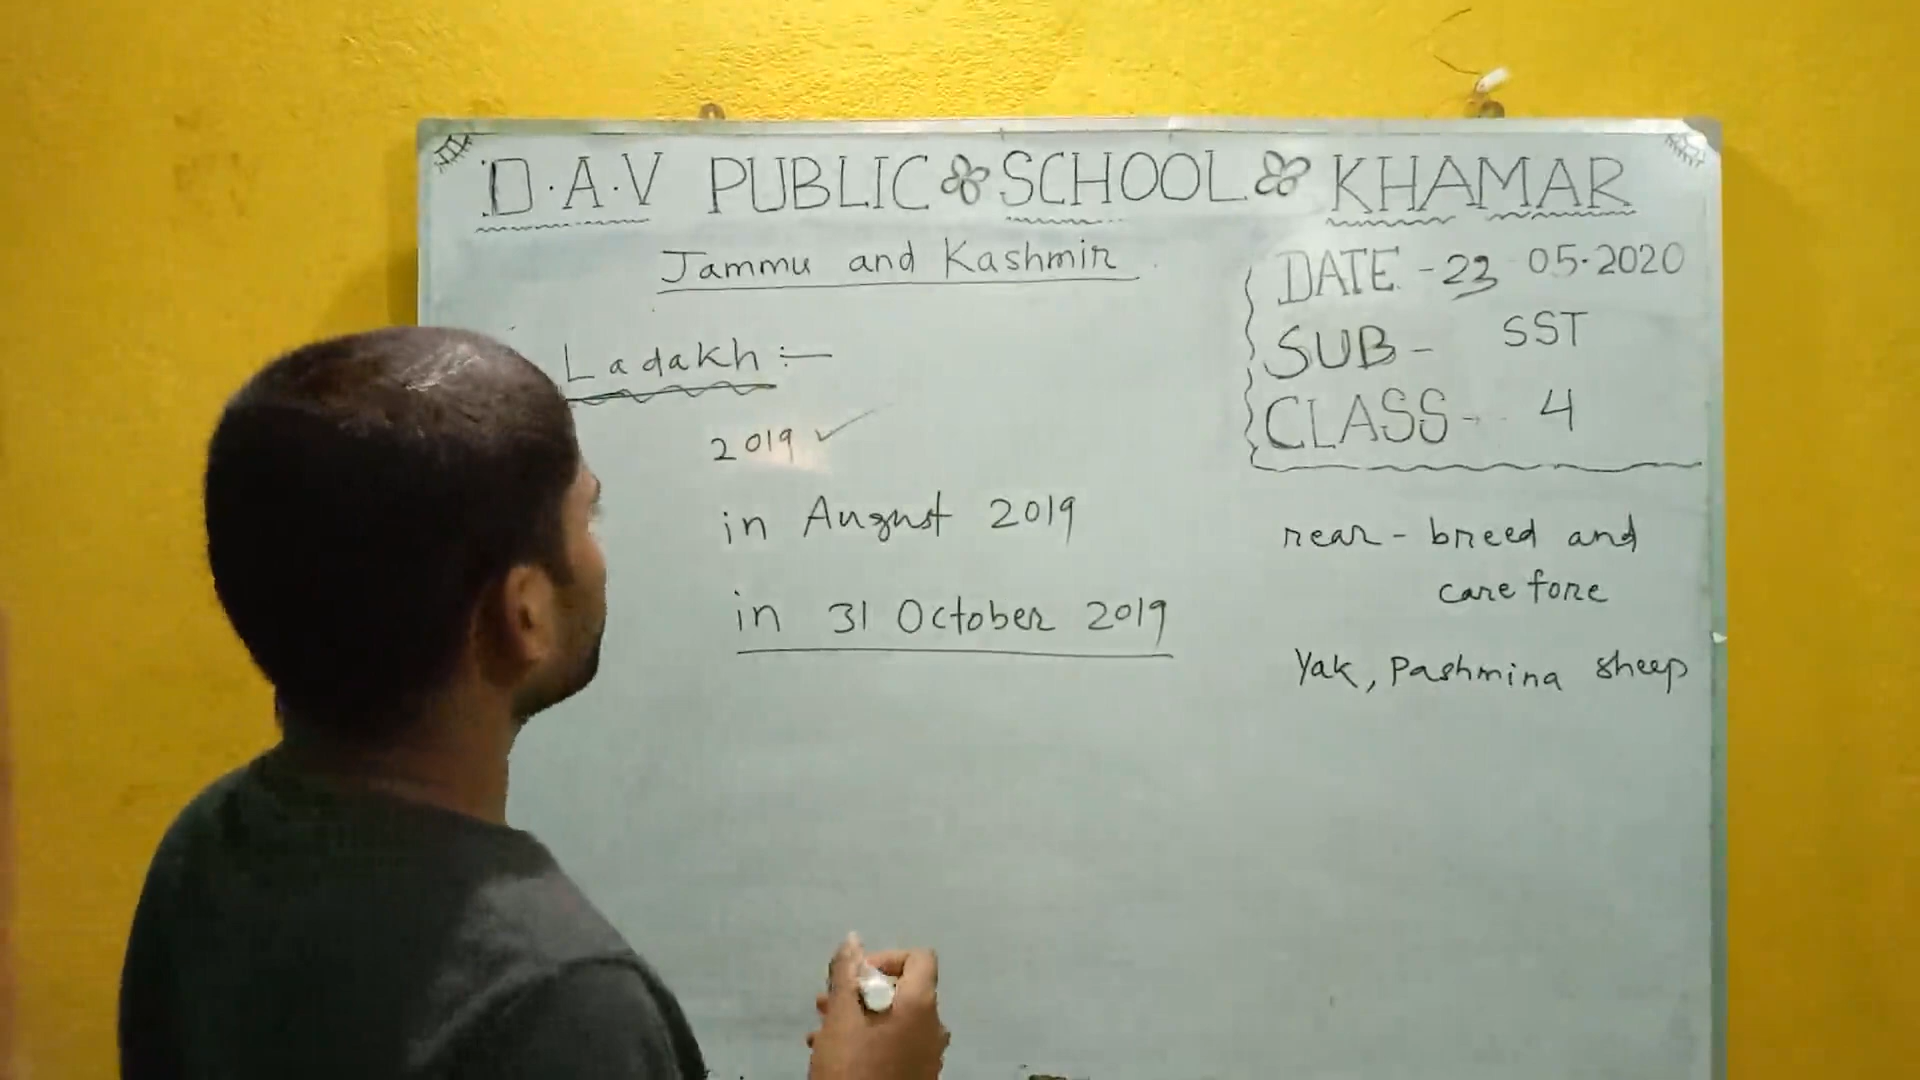 D.A.V PUBLIC SCHOOL KHAMAR
Jammu and Kashmir
DATE - 23 05.2020
SUB - SST
CLASS - 4
Ladakh :—
2019 ✓
in August 2019
in 31 October 2019
rear - breed and
care fore
Yak, Pashmina sheep